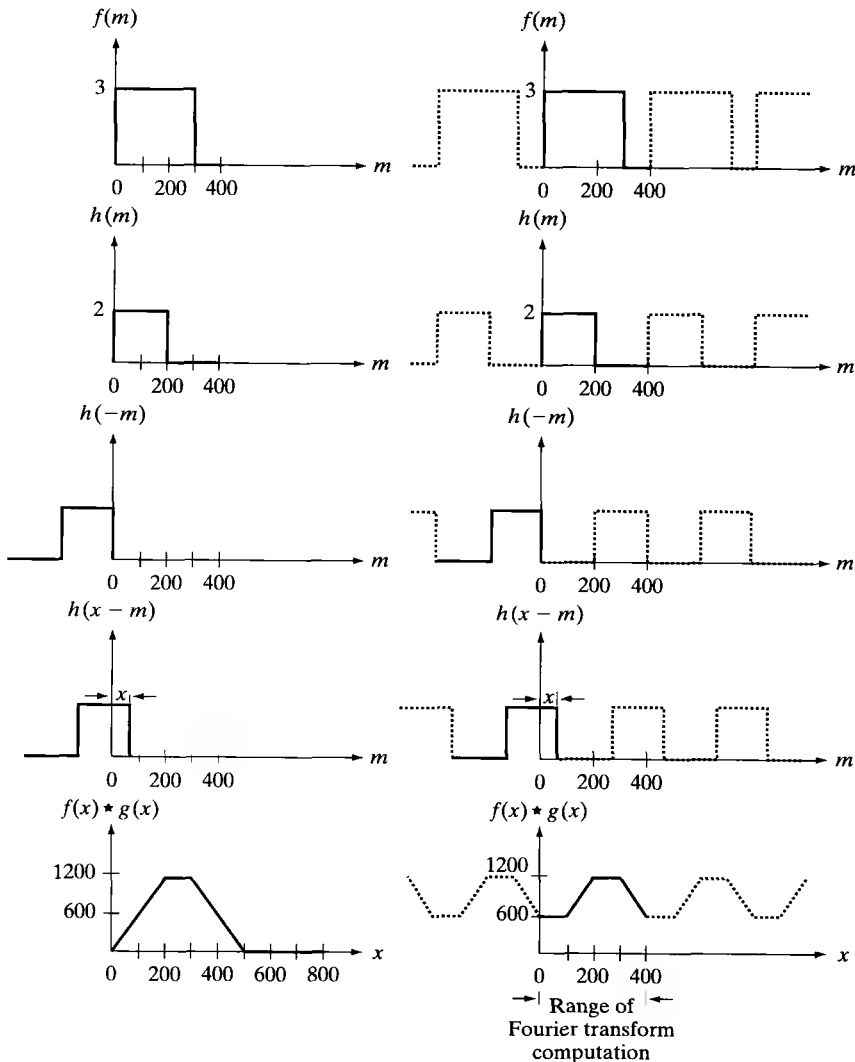 f(m)
3
m
0 200 400
f(m)
3
m
0 200 400
h(m)
2
m
0 200 400
h(m)
2
m
0 200 400
h(−m)
m
0 200 400
h(−m)
m
0 200 400
h(x − m)
x
m
0 200 400
h(x − m)
x
m
0 200 400
f(x) ★ g(x)
1200
600
x
0 200 400 600 800
f(x) ★ g(x)
1200
600
x
0 200 400
Range of
Fourier transform
computation